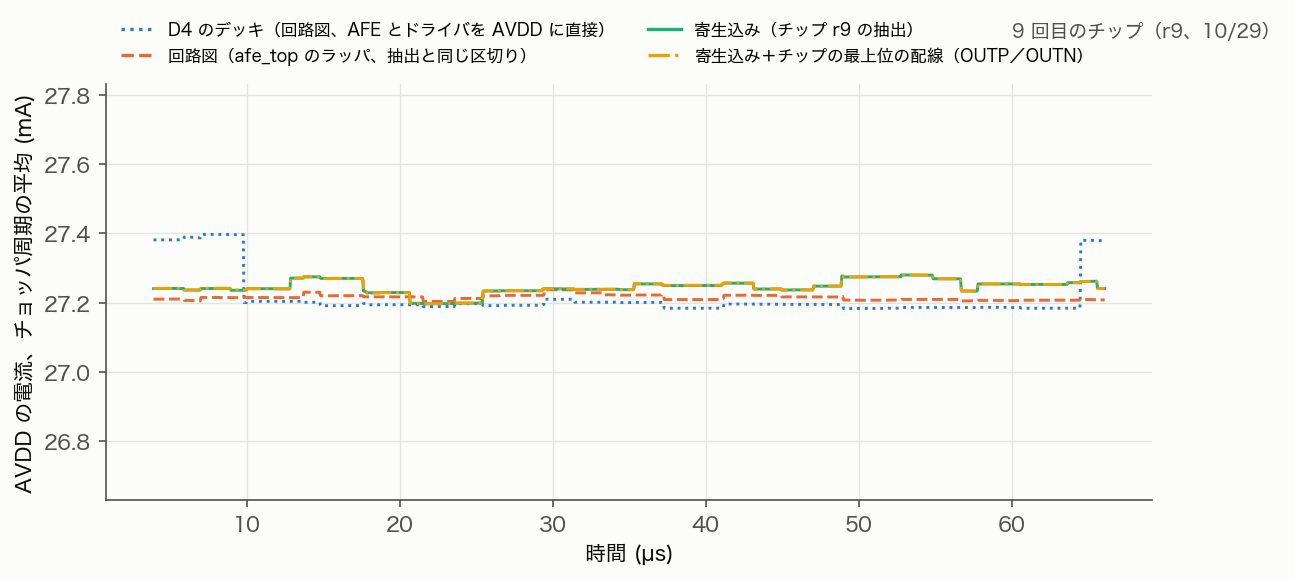 D4 のデッキ（回路図、AFE とドライバを AVDD に直接）
回路図（afe_top のラッパ、抽出と同じ区切り）
寄生込み（チップ r9 の抽出）
寄生込み＋チップの最上位の配線（OUTP／OUTN）
9 回目のチップ（r9、10/29）
AVDD の電流、チョッパ周期の平均 (mA)
27.8
27.6
27.4
27.2
27.0
26.8
10 20 30 40 50 60
時間 (µs)